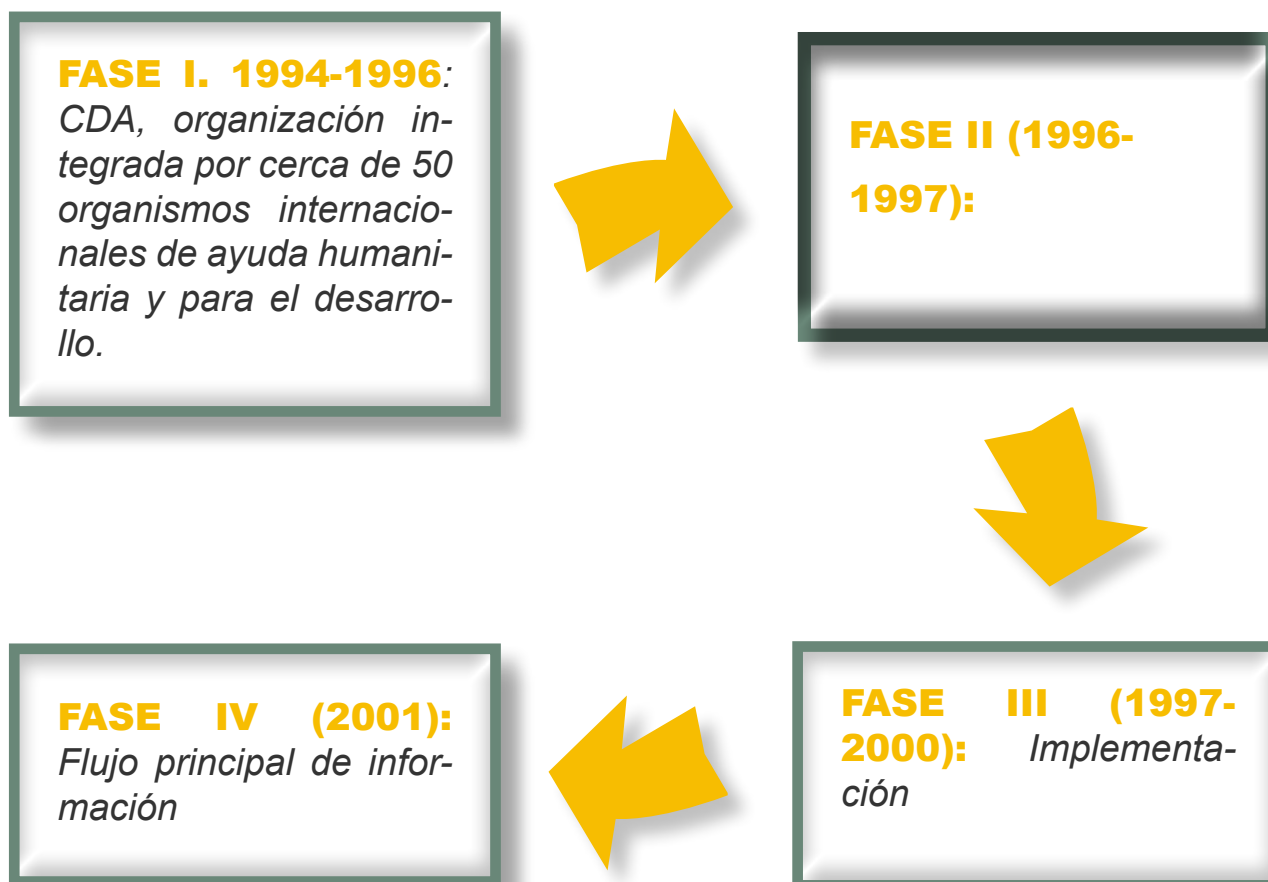 FASE I. 1994-1996:
CDA, organización in-
tegrada por cerca de 50
organismos internacio-
nales de ayuda humani-
taria y para el desarro-
llo.
FASE II (1996-
1997):
FASE III (1997-
2000): Implementa-
ción
FASE IV (2001):
Flujo principal de infor-
mación